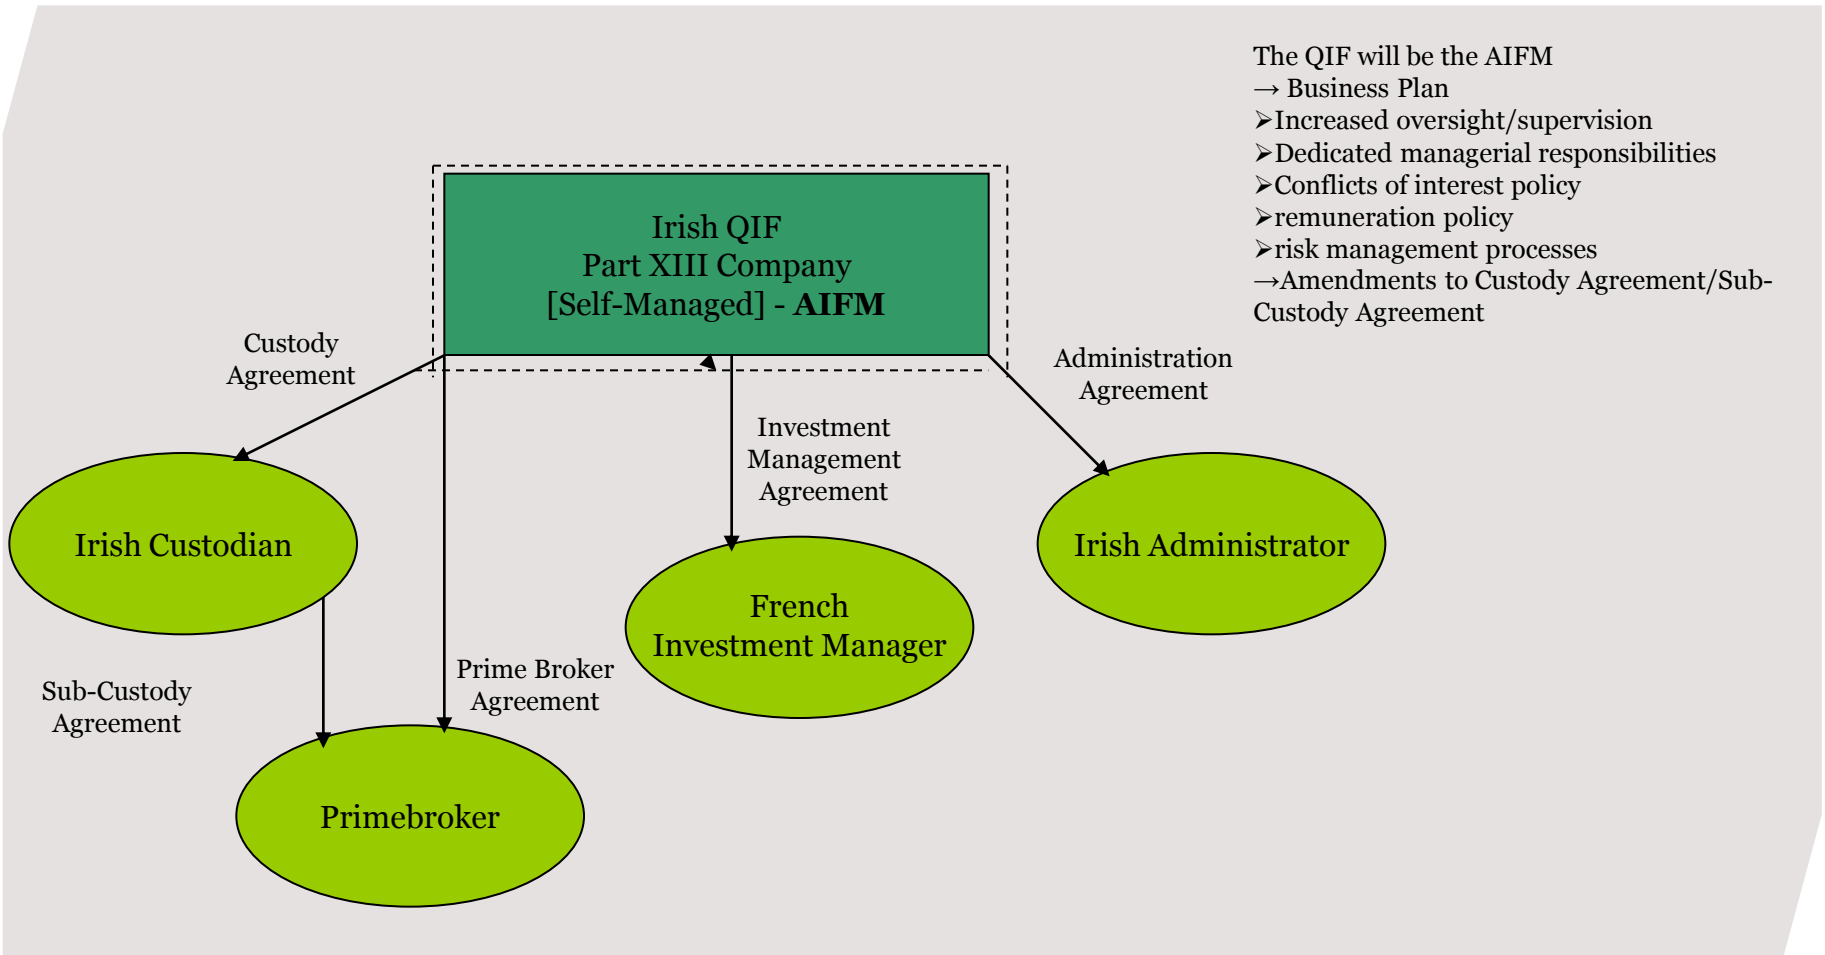 The QIF will be the AIFM
→ Business Plan
➢Increased oversight/supervision
➢Dedicated managerial responsibilities
➢Conflicts of interest policy
➢remuneration policy
➢risk management processes
→Amendments to Custody Agreement/Sub-
Custody Agreement
Irish QIF
Part XIII Company
[Self-Managed] - AIFM
Custody
Agreement
Administration
Agreement
Investment
Management
Agreement
Irish Custodian
Irish Administrator
French
Investment Manager
Prime Broker
Agreement
Sub-Custody
Agreement
Primebroker